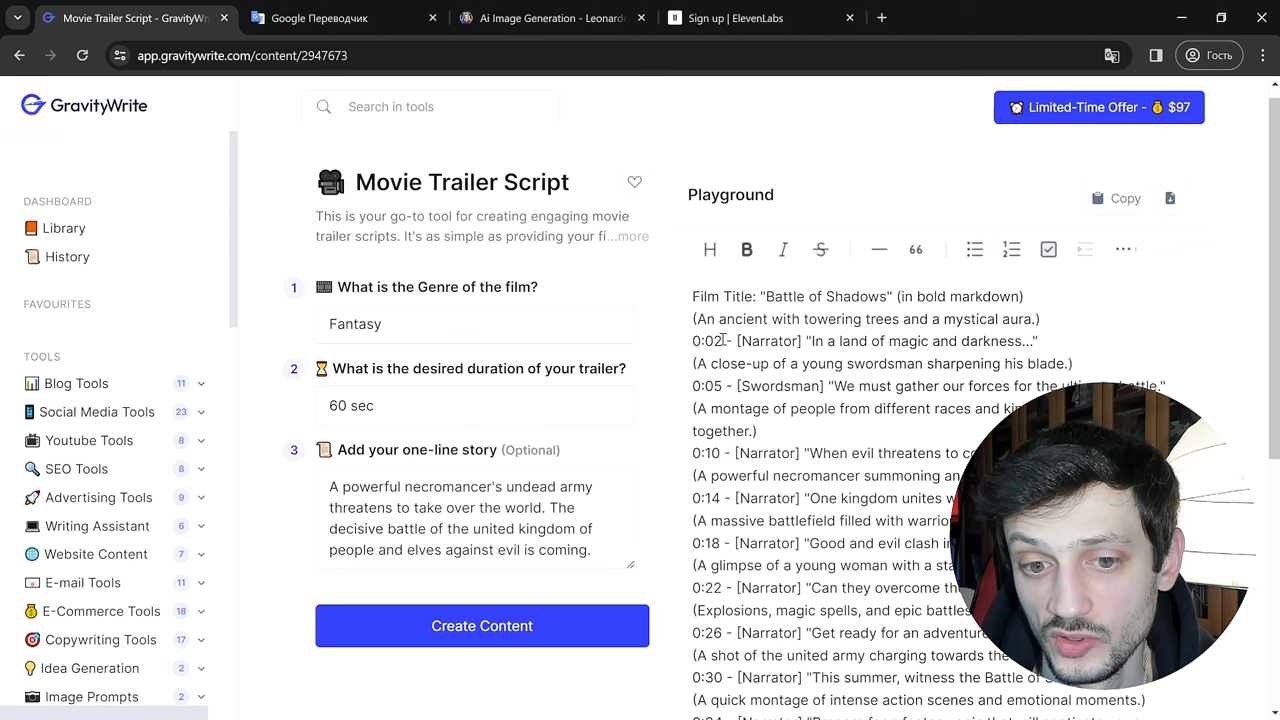 Movie Trailer Script - GravityWr
Google Переводчик
Ai Image Generation - Leonardo
Sign up | ElevenLabs
app.gravitywrite.com/content/2947673
Гость
GravityWrite
Search in tools
Limited-Time Offer - $97
DASHBOARD
Library
History
FAVOURITES
TOOLS
Blog Tools 11
Social Media Tools 23
Youtube Tools 8
SEO Tools 8
Advertising Tools 9
Writing Assistant 6
Website Content 7
E-mail Tools 11
E-Commerce Tools 18
Copywriting Tools 17
Idea Generation 2
Image Prompts 2
Movie Trailer Script
This is your go-to tool for creating engaging movie
trailer scripts. It's as simple as providing your fi...more
1 What is the Genre of the film?
Fantasy
2 What is the desired duration of your trailer?
60 sec
3 Add your one-line story (Optional)
A powerful necromancer's undead army
threatens to take over the world. The
decisive battle of the united kingdom of
people and elves against evil is coming.
Create Content
Playground
Copy
H B I S 66
Film Title: "Battle of Shadows" (in bold markdown)
(An ancient with towering trees and a mystical aura.)
0:02 - [Narrator] "In a land of magic and darkness..."
(A close-up of a young swordsman sharpening his blade.)
0:05 - [Swordsman] "We must gather our forces for the
(A montage of people from different races and
together.)
0:10 - [Narrator] "When evil threatens to
(A powerful necromancer summoning
0:14 - [Narrator] "One kingdom unites
(A massive battlefield filled with
0:18 - [Narrator] "Good and evil clash
(A glimpse of a young woman with a
0:22 - [Narrator] "Can they overcome
(Explosions, magic spells, and epic
0:26 - [Narrator] "Get ready for an
(A shot of the united army charging towards
0:30 - [Narrator] "This summer, witness the Battle of
(A quick montage of intense action scenes and emotional moments.)